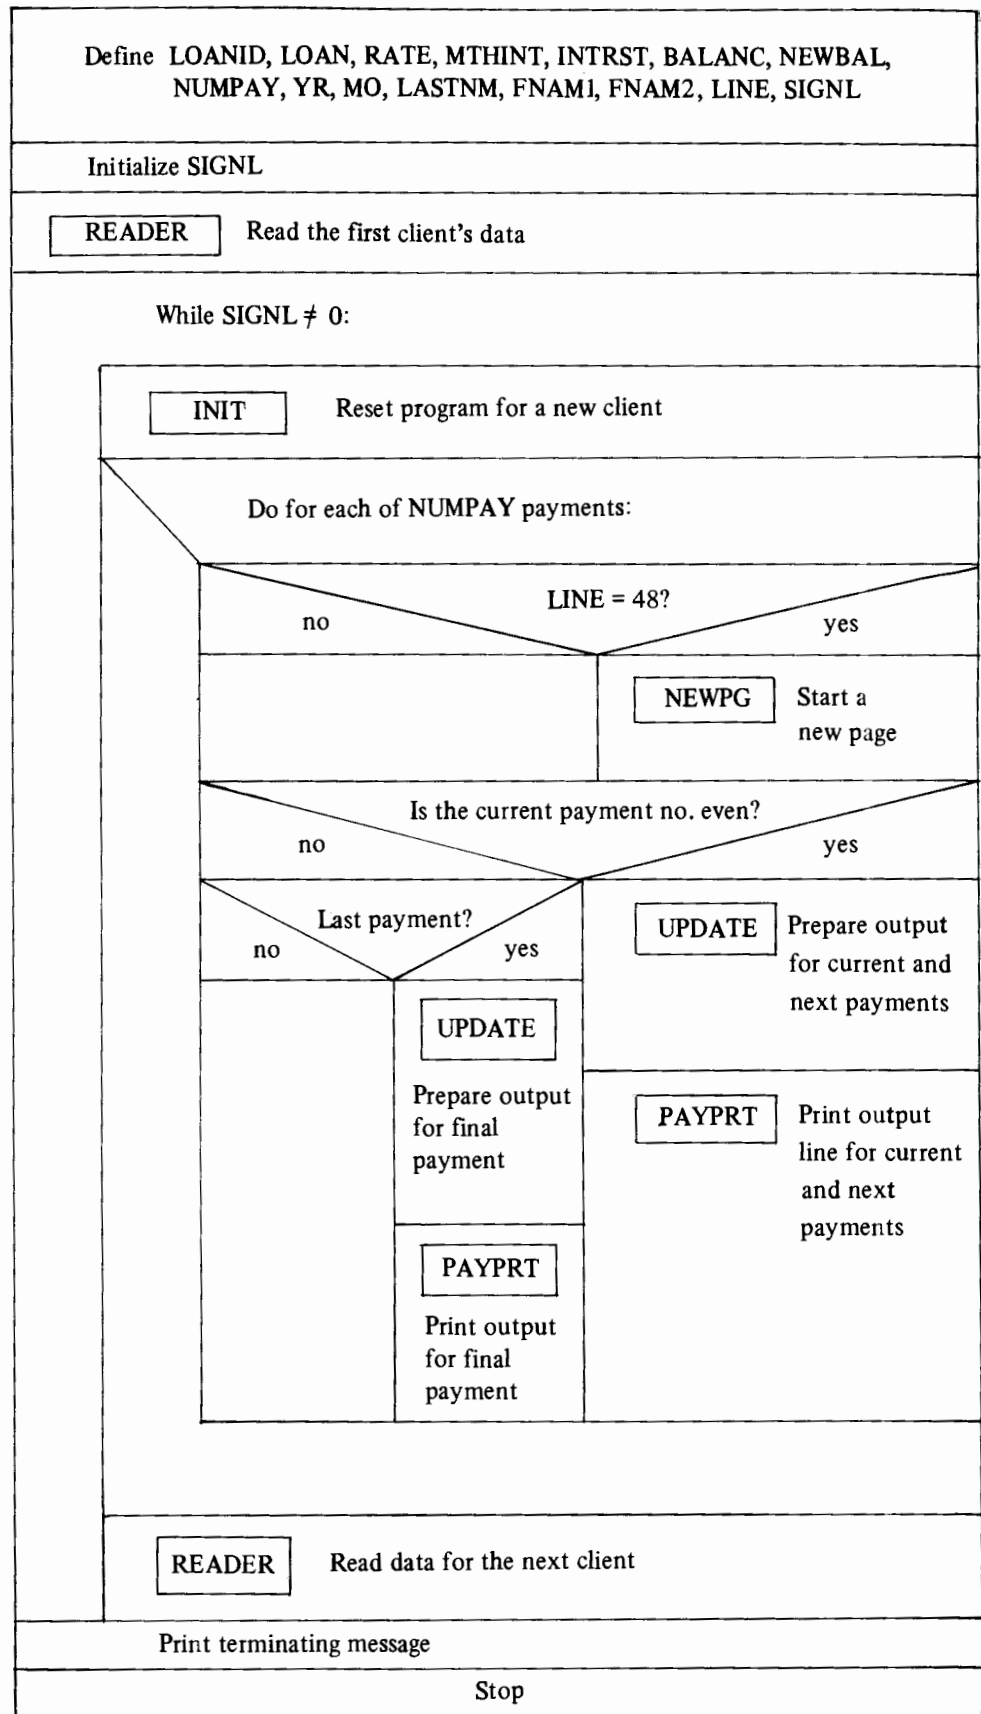 Define LOANID, LOAN, RATE, MTHINT, INTRST, BALANC, NEWBAL,
NUMPAY, YR, MO, LASTNM, FNAM1, FNAM2, LINE, SIGNL
Initialize SIGNL
READER Read the first client's data
While SIGNL ≠ 0:
INIT Reset program for a new client
Do for each of NUMPAY payments:
LINE = 48?
no yes
NEWPG Start a
new page
Is the current payment no. even?
no yes
Last payment?
no yes
UPDATE
Prepare output
for final
payment
PAYPRT
Print output
for final
payment
UPDATE Prepare output
for current and
next payments
PAYPRT Print output
line for current
and next
payments
READER Read data for the next client
Print terminating message
Stop